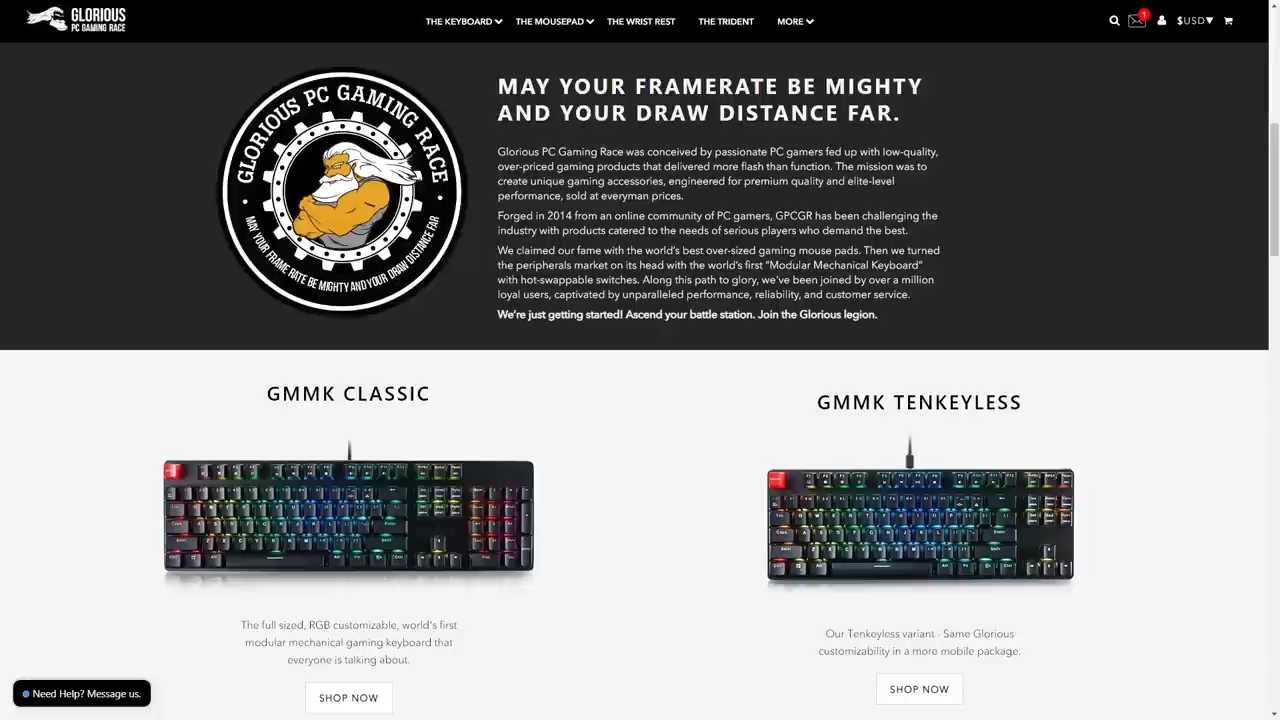 GLORIOUS
PC GAMING RACE
THE KEYBOARD
THE MOUSEPAD
THE WRIST REST
THE TRIDENT
MORE
1
$USD▼
GLORIOUS PC GAMING RACE
MAY YOUR FRAME RATE BE MIGHTY AND YOUR DRAW DISTANCE FAR
MAY YOUR FRAMERATE BE MIGHTY
AND YOUR DRAW DISTANCE FAR.
Glorious PC Gaming Race was conceived by passionate PC gamers fed up with low-quality,
over-priced gaming products that delivered more flash than function. The mission was to
create unique gaming accessories, engineered for premium quality and elite-level
performance, sold at everyman prices.
Forged in 2014 from an online community of PC gamers, GPCGR has been challenging the
industry with products catered to the needs of serious players who demand the best.
We claimed our fame with the world's best over-sized gaming mouse pads. Then we turned
the peripherals market on its head with the world's first "Modular Mechanical Keyboard"
with hot-swappable switches. Along this path to glory, we've been joined by over a million
loyal users, captivated by unparalleled performance, reliability, and customer service.
We're just getting started! Ascend your battle station. Join the Glorious legion.
GMMK CLASSIC
GMMK TENKEYLESS
The full sized, RGB customizable, world's first
modular mechanical gaming keyboard that
everyone is talking about.
SHOP NOW
Our Tenkeyless variant - Same Glorious
customizability in a more mobile package.
SHOP NOW
Need Help? Message us.